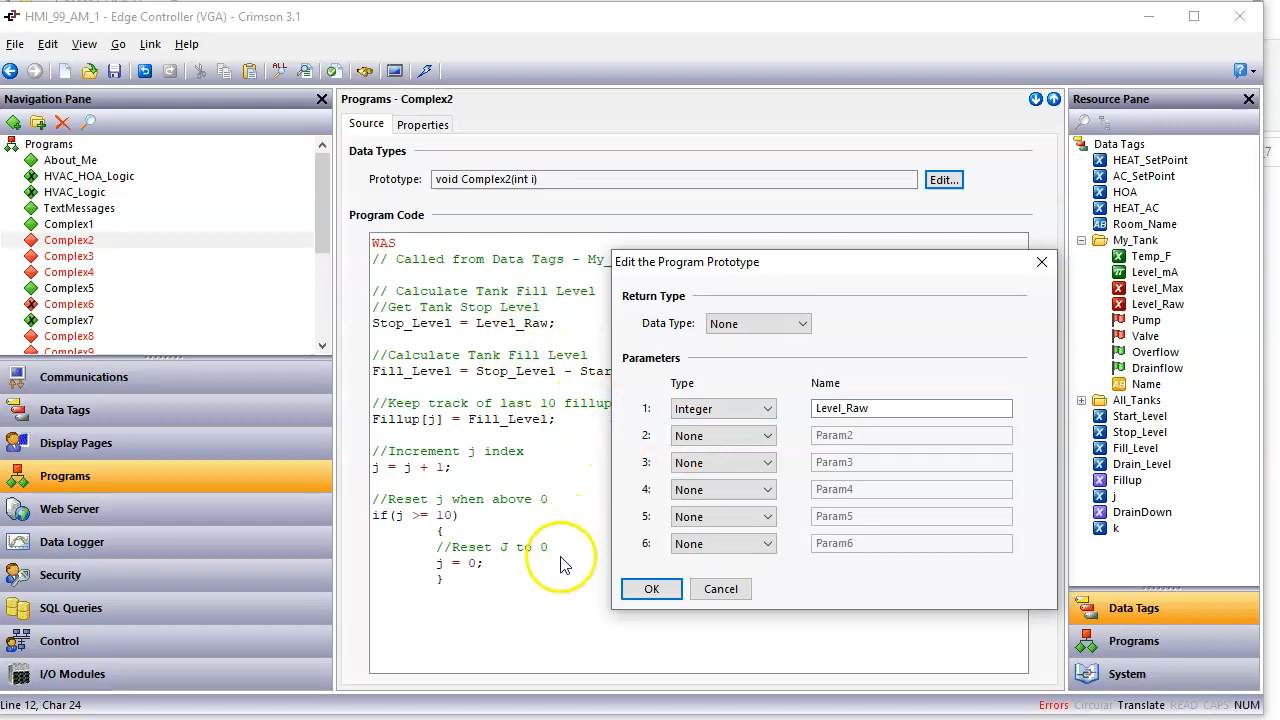 HMI_99_AM_1 - Edge Controller (VGA) - Crimson 3.1
File Edit View Go Link Help
ALL
Navigation Pane
Programs
About_Me
HVAC_HOA_Logic
HVAC_Logic
TextMessages
Complex1
Complex2
Complex3
Complex4
Complex5
Complex6
Complex7
Complex8
Complex9
Communications
Data Tags
Display Pages
Programs
Web Server
Data Logger
Security
SQL Queries
Control
I/O Modules
Programs - Complex2
Source Properties
Data Types
Prototype: void Complex2(int i) Edit...
Program Code
WAS
// Called from Data Tags - My_
// Calculate Tank Fill Level
//Get Tank Stop Level
Stop_Level = Level_Raw;
//Calculate Tank Fill Level
Fill_Level = Stop_Level - Star
//Keep track of last 10 fillup
Fillup[j] = Fill_Level;
//Increment j index
j = j + 1;
//Reset j when above 0
if(j >= 10)
{
//Reset J to 0
j = 0;
}
Edit the Program Prototype
Return Type
Data Type: None
Parameters
Type Name
1: Integer Level_Raw
2: None Param2
3: None Param3
4: None Param4
5: None Param5
6: None Param6
OK Cancel
Resource Pane
Data Tags
HEAT_SetPoint
AC_SetPoint
HOA
HEAT_AC
Room_Name
My_Tank
Temp_F
Level_mA
Level_Max
Level_Raw
Pump
Valve
Overflow
Drainflow
Name
All_Tanks
Start_Level
Stop_Level
Fill_Level
Drain_Level
Fillup
j
DrainDown
k
Data Tags
Programs
System
Line 12, Char 24
Errors Circular Translate READ CAPS NUM